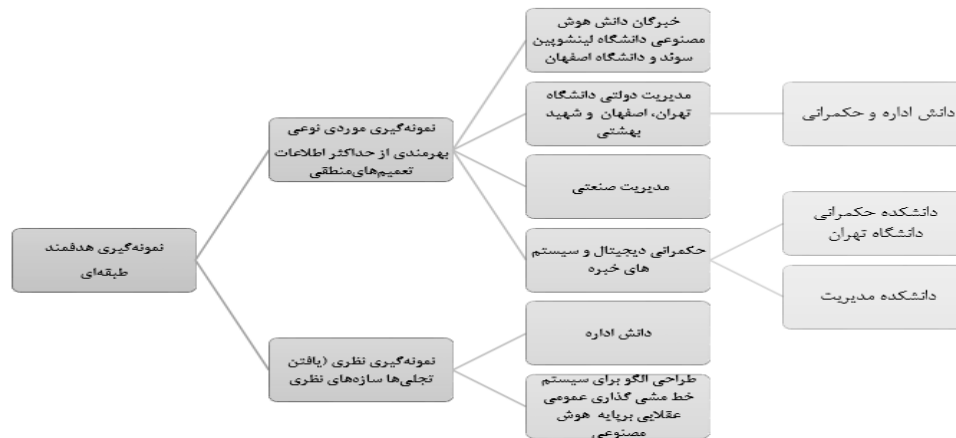 نمونه‌گیری هدفمند
طبقه‌ای
نمونه‌گیری موردی نوعی
بهرمندی از حداکثر اطلاعات
تعمیم‌های‌منطقی
خبرگان دانش هوش
مصنوعی دانشگاه لینشوپین
سوئد و دانشگاه اصفهان
مدیریت دولتی دانشگاه
تهران، اصفهان و شهید
بهشتی
دانش اداره و حکمرانی
مدیریت صنعتی
حکمرانی دیجیتال و سیستم
های خبره
دانشکده حکمرانی
دانشگاه تهران
دانشکده مدیریت
نمونه‌گیری نظری (یافتن
تجلی‌ها سازه‌های نظری
دانش اداره
طراحی الگو برای سیستم
خط مشی گذاری عمومی
عقلایی برپایه هوش
مصنوعی